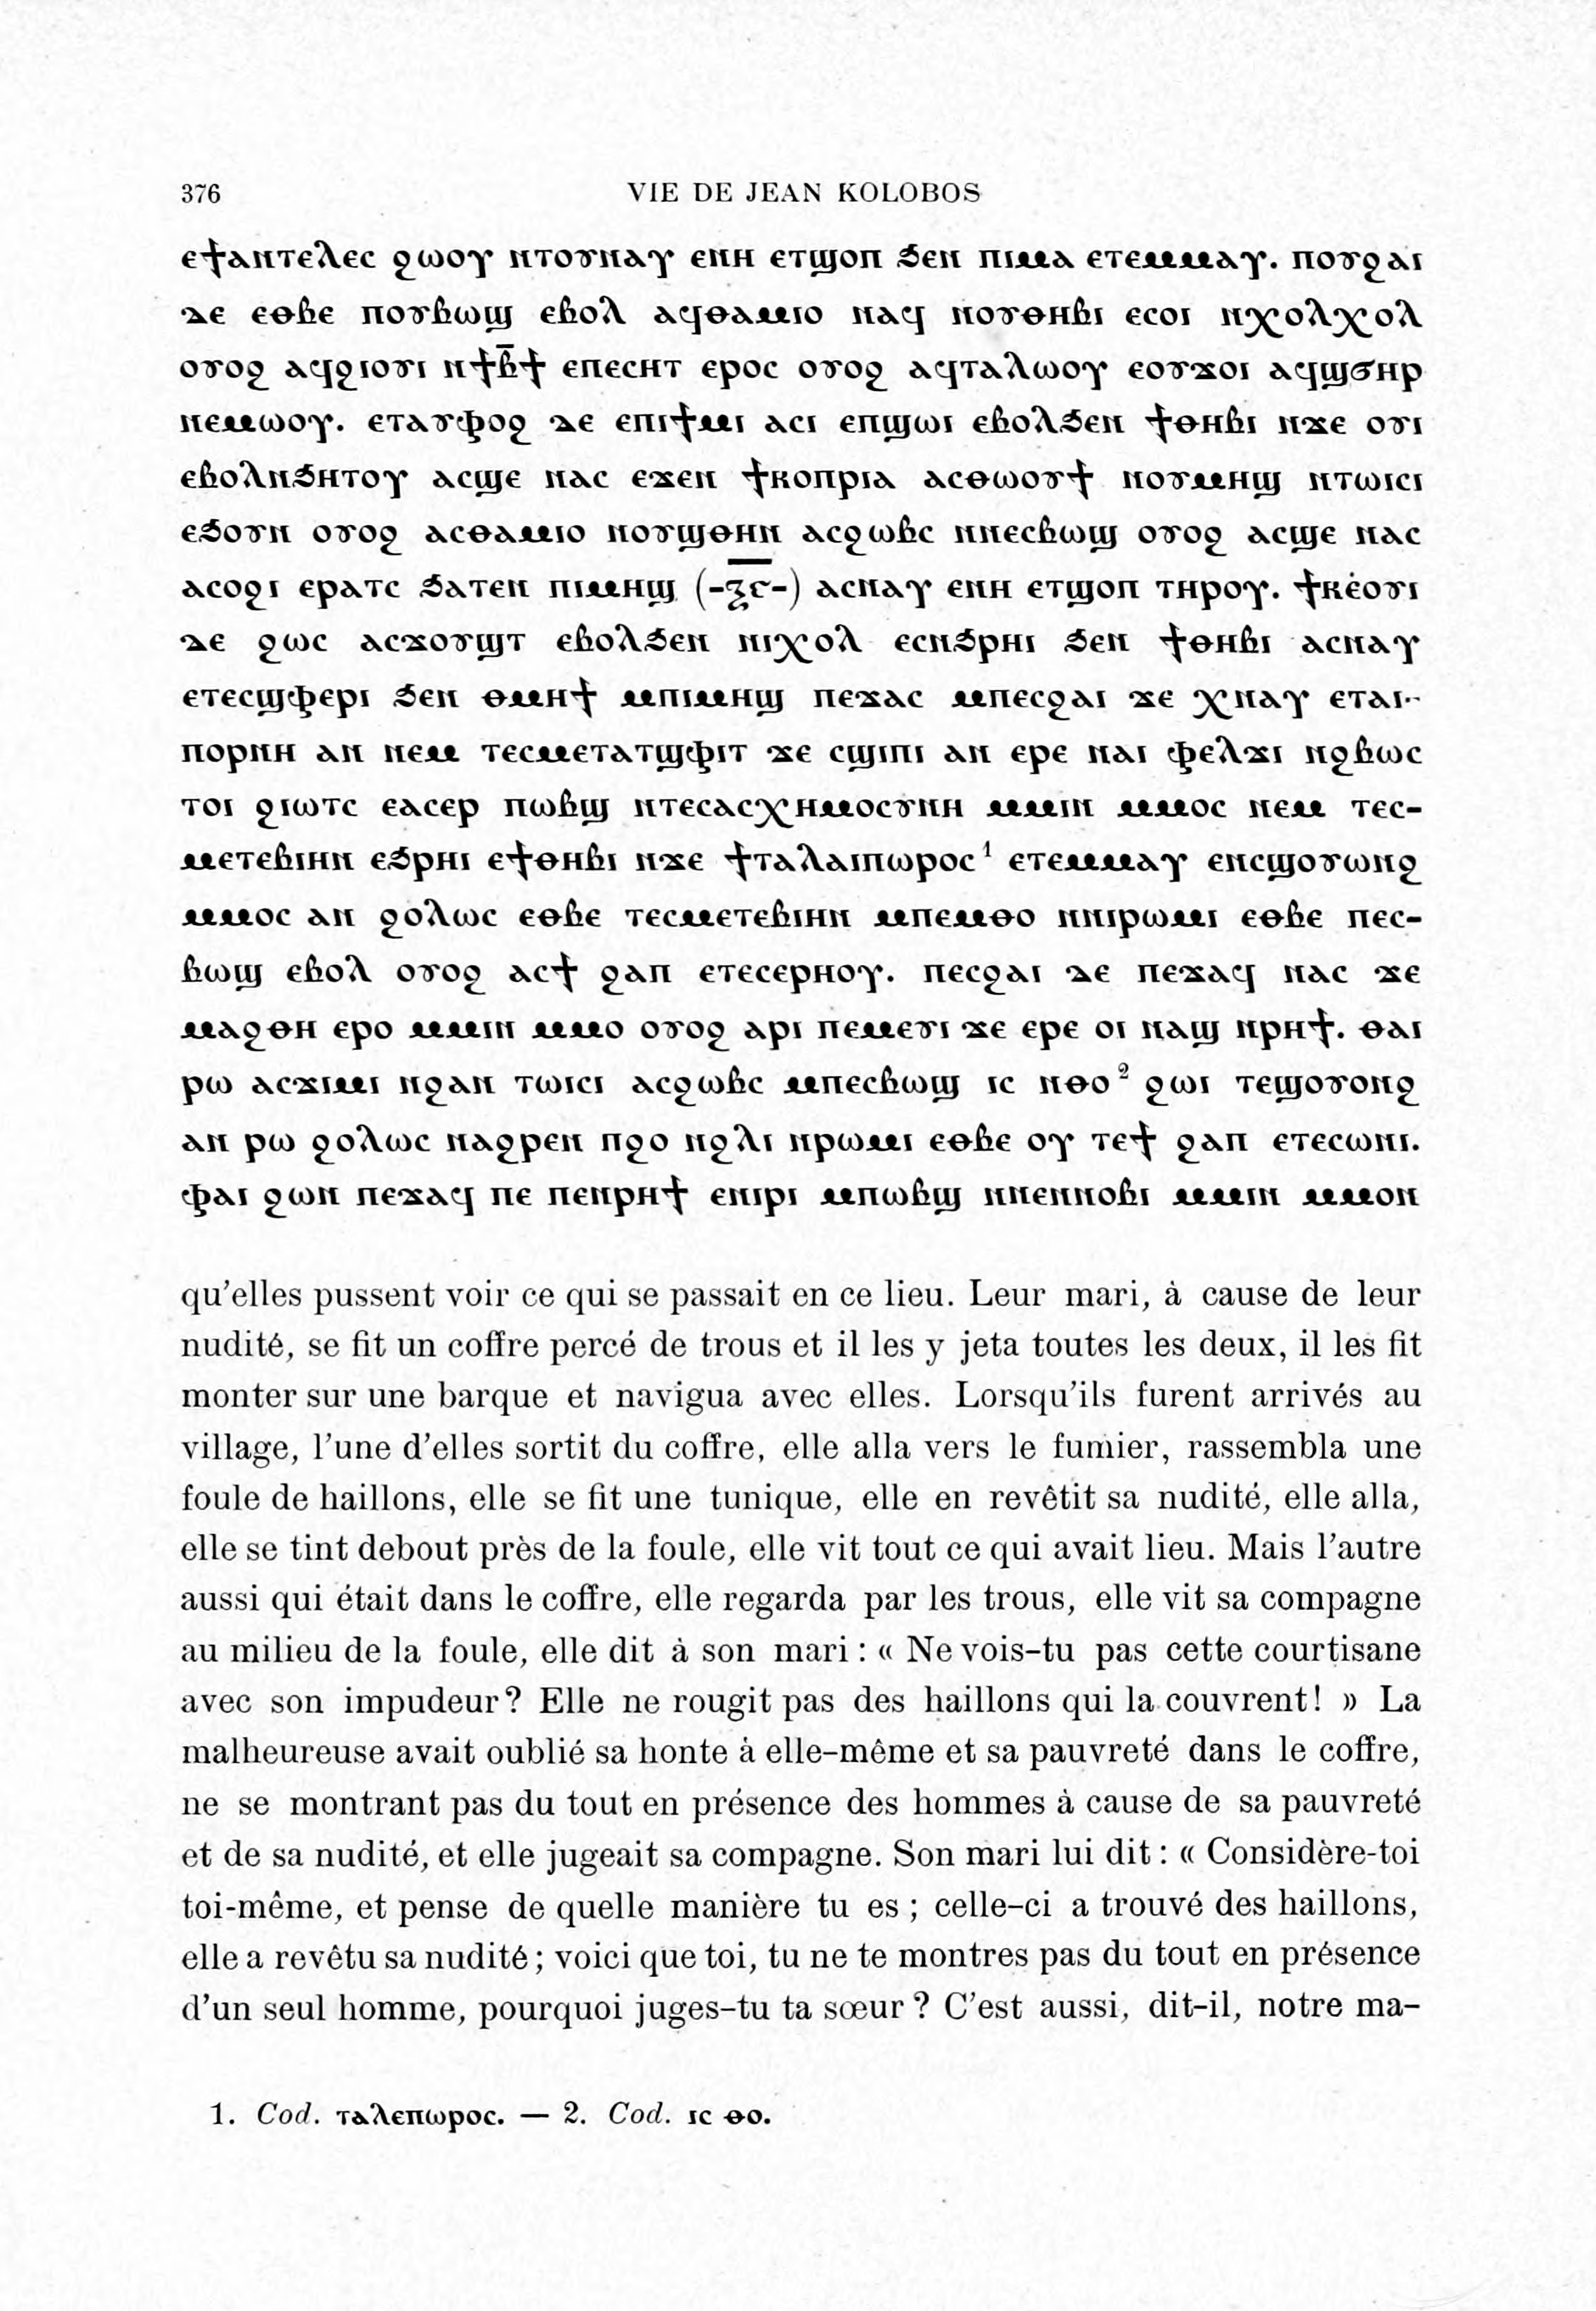 376 VIE DE JEAN KOLOBOS
ⲉϯⲁⲛⲧⲉⲗⲉⲥ ϩⲱⲟⲩ ⲛⲧⲟⲩⲛⲁⲩ ⲉⲛⲏ ⲉⲧϣⲟⲡ ϧⲉⲛ ⲡⲓⲙⲁ ⲉⲧⲉⲙⲙⲁⲩ. ⲡⲟⲩϩⲁⲓ
ⲇⲉ ⲉⲑⲃⲉ ⲡⲟⲩⲃⲱϣ ⲉⲃⲟⲗ ⲁϥⲑⲁⲙⲓⲟ ⲛⲁϥ ⲛⲟⲩⲑⲏⲃⲓ ⲉⲥⲟⲓ ⲛⲭⲟⲗⲭⲟⲗ
ⲟⲩⲟϩ ⲁϥϩⲓⲟⲩⲓ ⲛϯⲃ̅ϯ ⲉⲡⲉⲥⲏⲧ ⲉⲣⲟⲥ ⲟⲩⲟϩ ⲁϥⲧⲁⲗⲱⲟⲩ ⲉⲟⲩϫⲟⲓ ⲁϥϣϭⲏⲣ
ⲛⲉⲙⲱⲟⲩ. ⲉⲧⲁⲩⲫⲟϩ ⲇⲉ ⲉⲡⲓϯⲙⲓ ⲁⲥⲓ ⲉⲡϣⲱⲓ ⲉⲃⲟⲗϧⲉⲛ ϯⲑⲏⲃⲓ ⲛϫⲉ ⲟⲩⲓ
ⲉⲃⲟⲗⲛϧⲏⲧⲟⲩ ⲁⲥϣⲉ ⲛⲁⲥ ⲉϫⲉⲛ ϯⲕⲟⲡⲣⲓⲁ ⲁⲥⲑⲱⲟⲩϯ ⲛⲟⲩⲙⲏϣ ⲛⲧⲱⲓⲥⲓ
ⲉϧⲟⲩⲛ ⲟⲩⲟϩ ⲁⲥⲑⲁⲙⲓⲟ ⲛⲟⲩϣⲑⲏⲛ ⲁⲥϩⲱⲃⲥ ⲛⲛⲉⲥⲃⲱϣ ⲟⲩⲟϩ ⲁⲥϣⲉ ⲛⲁⲥ
ⲁⲥⲟϩⲓ ⲉⲣⲁⲧⲥ ϧⲁⲧⲉⲛ ⲡⲓⲙⲏϣ (-ⲝ̅ⲋ̅-) ⲁⲥⲛⲁⲩ ⲉⲛⲏ ⲉⲧϣⲟⲡ ⲧⲏⲣⲟⲩ. ϯⲕⲉ̀ⲟⲩⲓ
ⲇⲉ ϩⲱⲥ ⲁⲥϫⲟⲩϣⲧ ⲉⲃⲟⲗϧⲉⲛ ⲛⲓⲭⲟⲗ ⲉⲥⲛϧⲣⲏⲓ ϧⲉⲛ ϯⲑⲏⲃⲓ ⲁⲥⲛⲁⲩ
ⲉⲧⲉⲥϣⲫⲉⲣⲓ ϧⲉⲛ ⲑⲙⲏϯ ⲙⲡⲓⲙⲏϣ ⲡⲉϫⲁⲥ ⲙⲡⲉⲥϩⲁⲓ ϫⲉ ⲭⲛⲁⲩ ⲉⲧⲁⲓ-
ⲡⲟⲣⲛⲏ ⲁⲛ ⲛⲉⲙ ⲧⲉⲥⲙⲉⲧⲁⲧϣⲫⲓⲧ ϫⲉ ⲥϣⲓⲡⲓ ⲁⲛ ⲉⲣⲉ ⲛⲁⲓ ⲫⲉⲗϫⲓ ⲛϩⲃⲱⲥ
ⲧⲟⲓ ϩⲓⲱⲧⲥ ⲉⲁⲥⲉⲣ ⲡⲱⲃϣ ⲛⲧⲉⲥⲁⲥⲭⲏⲙⲟⲥⲩⲛⲏ ⲙⲙⲓⲛ ⲙⲙⲟⲥ ⲛⲉⲙ ⲧⲉⲥ-
ⲙⲉⲧⲉⲃⲓⲏⲛ ⲉϧⲣⲏⲓ ⲉϯⲑⲏⲃⲓ ⲛϫⲉ ϯⲧⲁⲗⲁⲓⲡⲱⲣⲟⲥ¹ ⲉⲧⲉⲙⲙⲁⲩ ⲉⲛⲥϣⲟⲩⲱⲛϩ
ⲙⲙⲟⲥ ⲁⲛ ϩⲟⲗⲱⲥ ⲉⲑⲃⲉ ⲧⲉⲥⲙⲉⲧⲉⲃⲓⲏⲛ ⲙⲡⲉⲙⲑⲟ ⲛⲛⲓⲣⲱⲙⲓ ⲉⲑⲃⲉ ⲡⲉⲥ-
ⲃⲱϣ ⲉⲃⲟⲗ ⲟⲩⲟϩ ⲁⲥϯ ϩⲁⲡ ⲉⲧⲉⲥⲉⲣⲏⲟⲩ. ⲡⲉⲥϩⲁⲓ ⲇⲉ ⲡⲉϫⲁϥ ⲛⲁⲥ ϫⲉ
ⲙⲁϩⲑⲏ ⲉⲣⲟ ⲙⲙⲓⲛ ⲙⲙⲟ ⲟⲩⲟϩ ⲁⲣⲓ ⲡⲉⲙⲉⲩⲓ ϫⲉ ⲉⲣⲉ ⲟⲓ ⲛⲁϣ ⲛⲣⲏϯ. ⲑⲁⲓ
ⲣⲱ ⲁⲥϫⲓⲙⲓ ⲛϩⲁⲛ ⲧⲱⲓⲥⲓ ⲁⲥϩⲱⲃⲥ ⲙⲡⲉⲥⲃⲱϣ ⲓⲥ ⲛⲑⲟ² ϩⲱⲓ ⲧⲉϣⲟⲩⲟⲛϩ
ⲁⲛ ⲣⲱ ϩⲟⲗⲱⲥ ⲛⲁϩⲣⲉⲛ ⲡϩⲟ ⲛϩⲗⲓ ⲛⲣⲱⲙⲓ ⲉⲑⲃⲉ ⲟⲩ ⲧⲉϯ ϩⲁⲡ ⲉⲧⲉⲥⲱⲛⲓ.
ⲫⲁⲓ ϩⲱⲛ ⲡⲉϫⲁϥ ⲡⲉ ⲡⲉⲛⲣⲏϯ ⲉⲛⲓⲣⲓ ⲙⲡⲱⲃϣ ⲛⲛⲉⲛⲛⲟⲃⲓ ⲙⲙⲓⲛ ⲙⲙⲟⲛ
qu'elles pussent voir ce qui se passait en ce lieu. Leur mari, à cause de leur
nudité, se fit un coffre percé de trous et il les y jeta toutes les deux, il les fit
monter sur une barque et navigua avec elles. Lorsqu'ils furent arrivés au
village, l'une d'elles sortit du coffre, elle alla vers le fumier, rassembla une
foule de haillons, elle se fit une tunique, elle en revêtit sa nudité, elle alla,
elle se tint debout près de la foule, elle vit tout ce qui avait lieu. Mais l'autre
aussi qui était dans le coffre, elle regarda par les trous, elle vit sa compagne
au milieu de la foule, elle dit à son mari : « Ne vois-tu pas cette courtisane
avec son impudeur? Elle ne rougit pas des haillons qui la couvrent! » La
malheureuse avait oublié sa honte à elle-même et sa pauvreté dans le coffre,
ne se montrant pas du tout en présence des hommes à cause de sa pauvreté
et de sa nudité, et elle jugeait sa compagne. Son mari lui dit : « Considère-toi
toi-même, et pense de quelle manière tu es ; celle-ci a trouvé des haillons,
elle a revêtu sa nudité ; voici que toi, tu ne te montres pas du tout en présence
d'un seul homme, pourquoi juges-tu ta sœur ? C'est aussi, dit-il, notre ma-
1. Cod. ⲧⲁⲗⲉⲡⲱⲣⲟⲥ. — 2. Cod. ⲓⲥ ⲑⲟ.